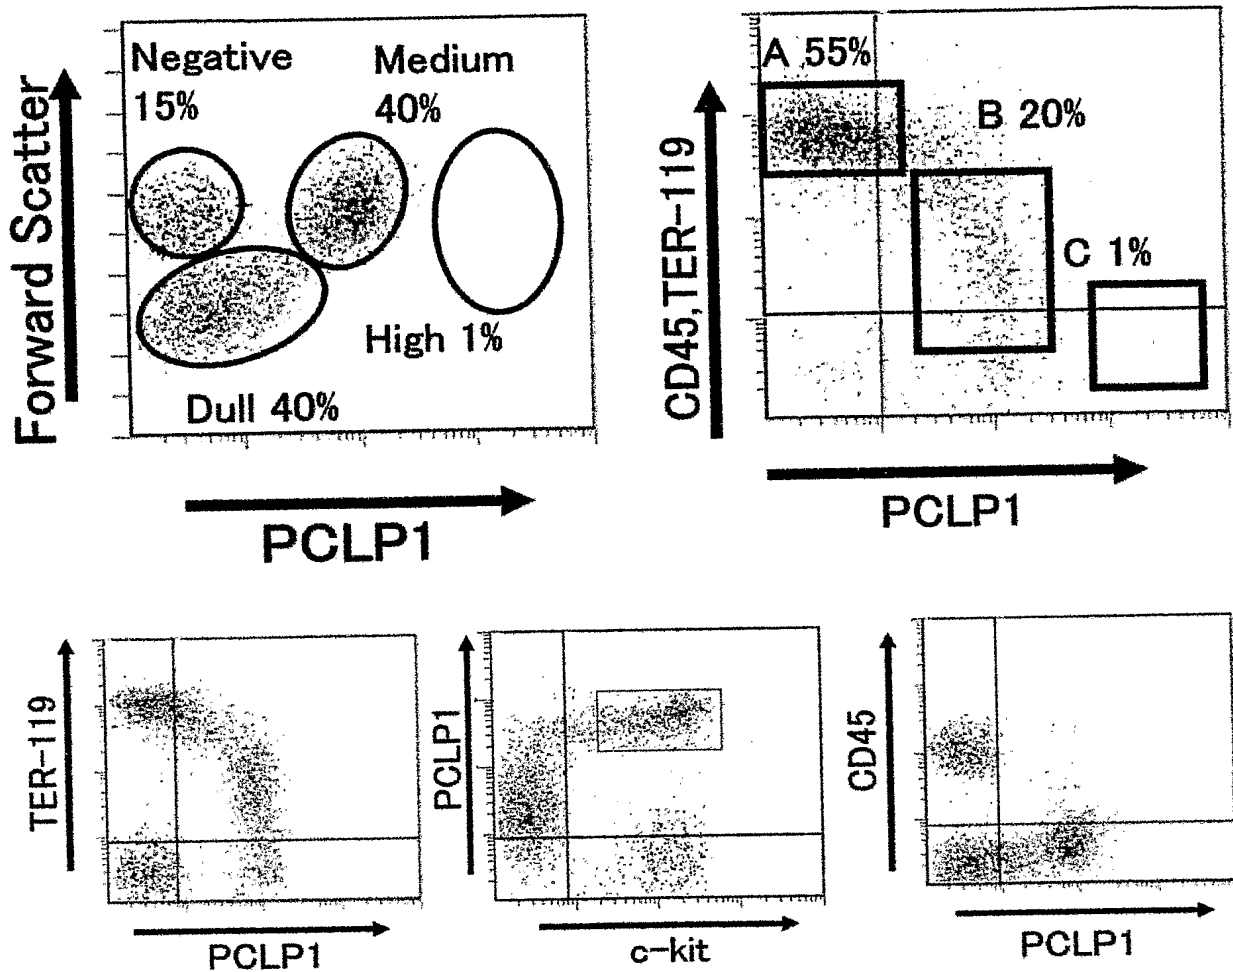 Negative
15%
Medium
40%
High 1%
Dull 40%
Forward Scatter
PCLP1
A 55%
B 20%
C 1%
CD45,TER-119
PCLP1
TER-119
PCLP1
PCLP1
c-kit
CD45
PCLP1